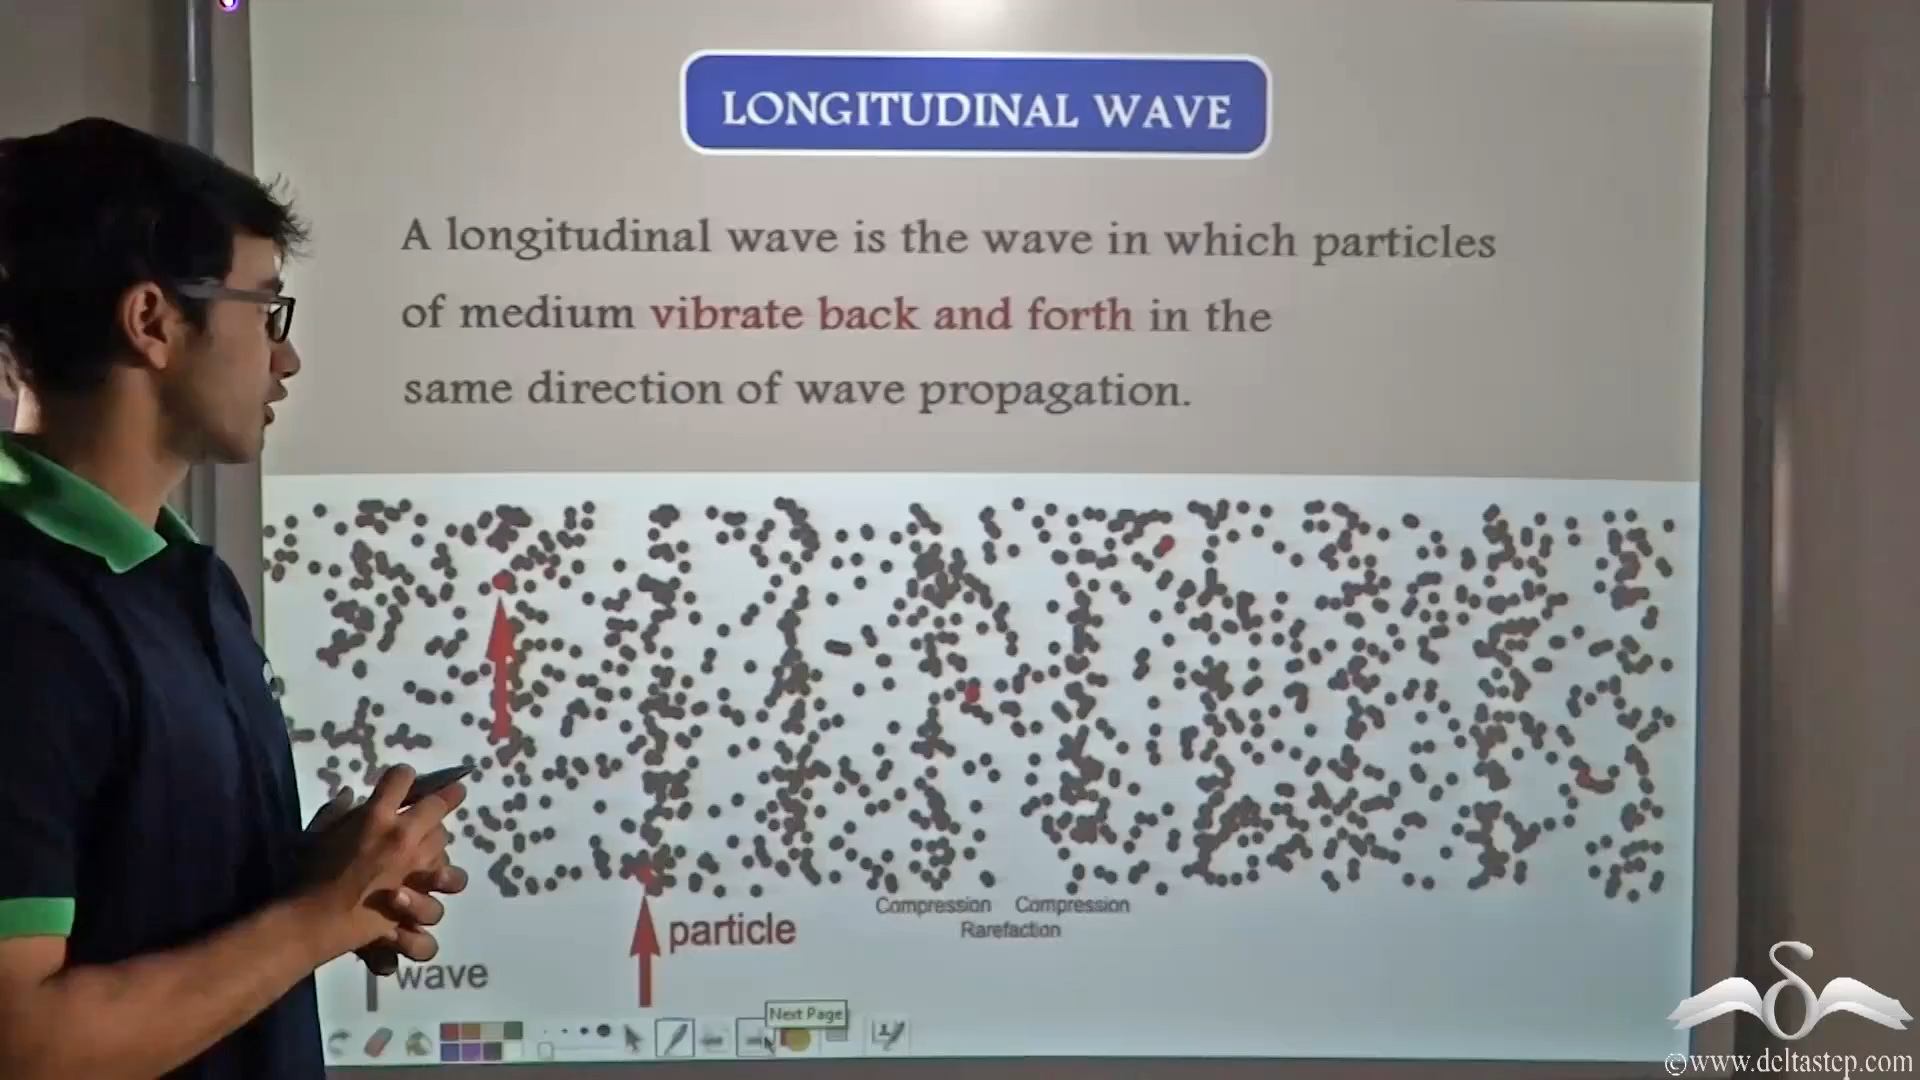 LONGITUDINAL WAVE
A longitudinal wave is the wave in which particles
of medium vibrate back and forth in the
same direction of wave propagation.
Compression Compression
Rarefaction
particle
wave
Next Page
©www.deltastep.com